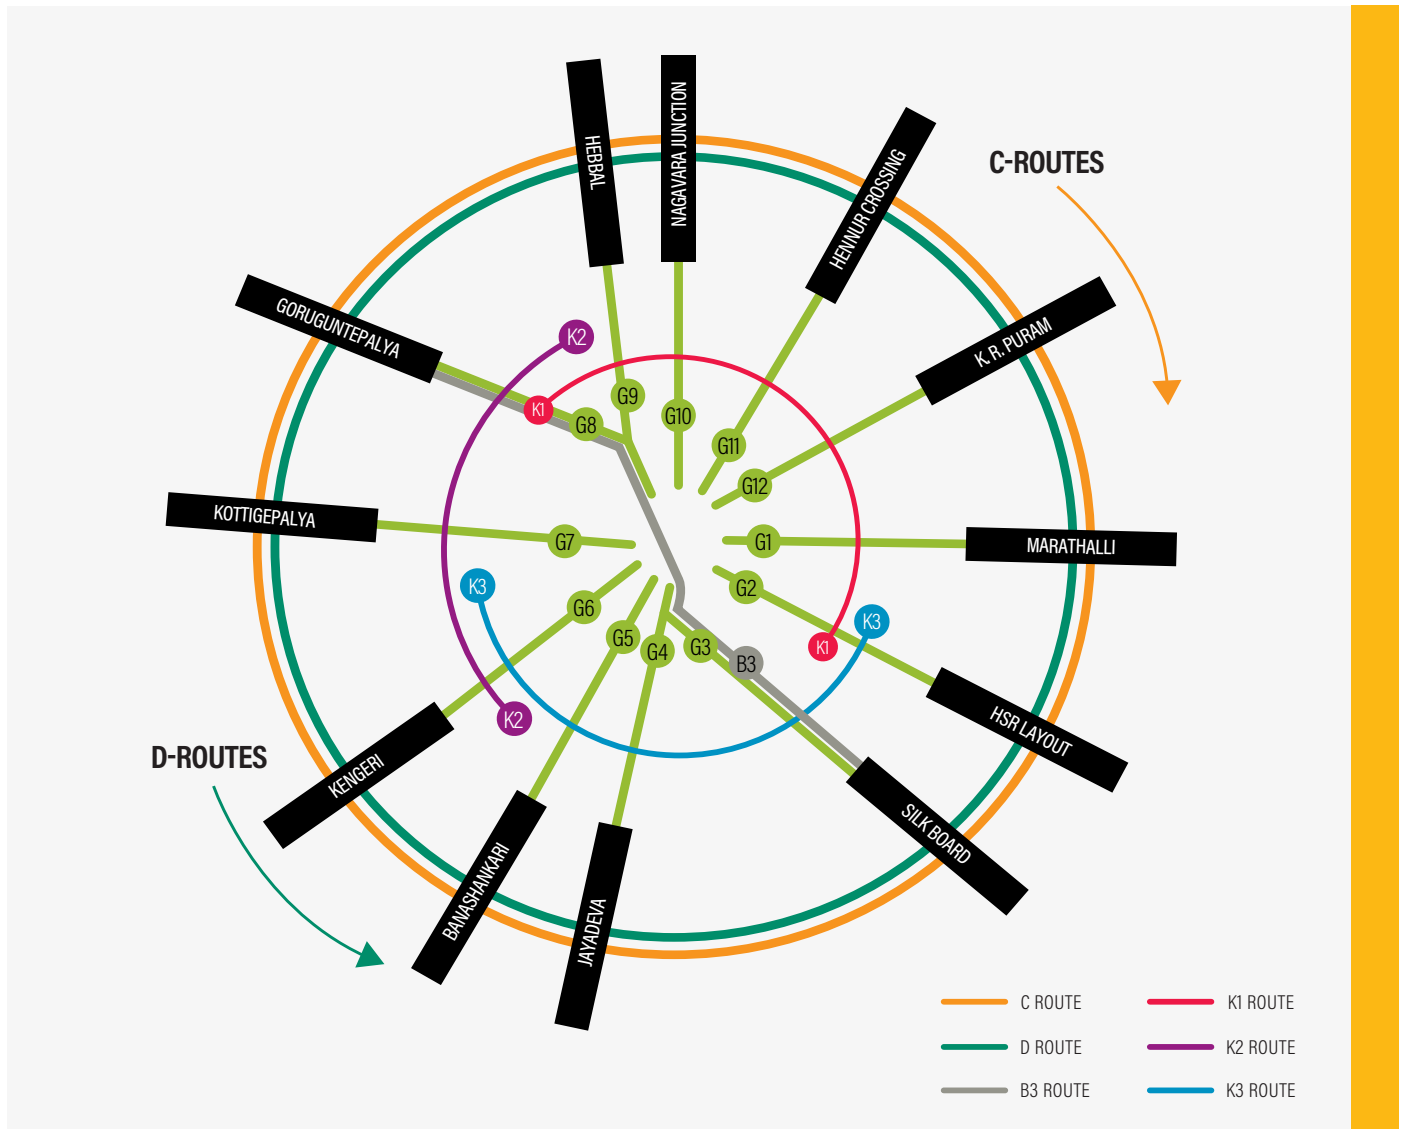 HEBBAL
NAGAVARA JUNCTION
HENNUR CROSSING
C-ROUTES
GORUGUNTEPALYA
K. R. PURAM
K2
K1
G8
G9
G10
G11
G12
KOTTIGEPALYA
G7
G1
MARATHALLI
K3
G6
G5
G4
G3
B3
G2
K1
K3
K2
HSR LAYOUT
D-ROUTES
KENGERI
BANASHANKARI
JAYADEVA
SILK BOARD
C ROUTE
K1 ROUTE
D ROUTE
K2 ROUTE
B3 ROUTE
K3 ROUTE